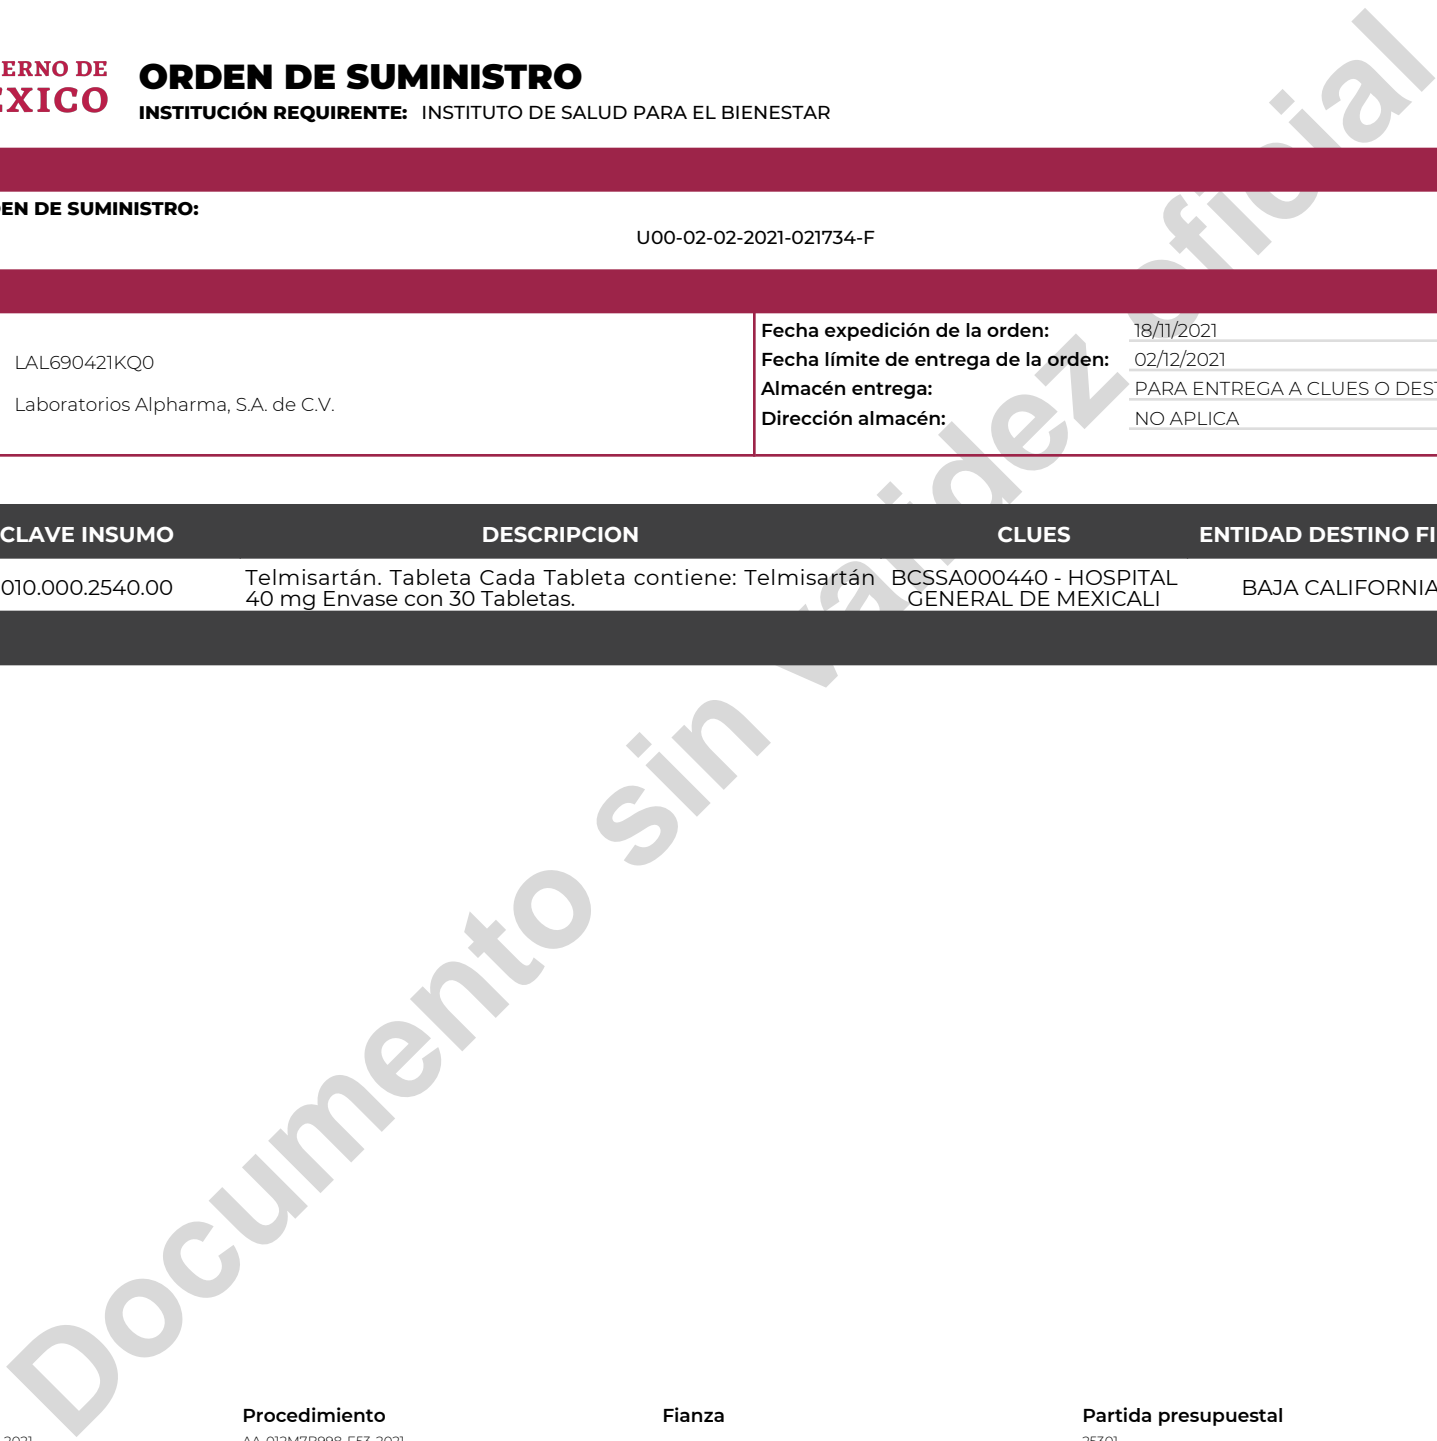 ERNO DE
EXICO
ORDEN DE SUMINISTRO
INSTITUCIÓN REQUIRENTE: INSTITUTO DE SALUD PARA EL BIENESTAR
EN DE SUMINISTRO:
U00-02-02-2021-021734-F
LAL690421KQ0
Laboratorios Alpharma, S.A. de C.V.
Fecha expedición de la orden: 18/11/2021
Fecha límite de entrega de la orden: 02/12/2021
Almacén entrega: PARA ENTREGA A CLUES O DEST
Dirección almacén: NO APLICA
CLAVE INSUMO DESCRIPCION CLUES ENTIDAD DESTINO FI
010.000.2540.00 Telmisartán. Tableta Cada Tableta contiene: Telmisartán BCSSA000440 - HOSPITAL BAJA CALIFORNIA
40 mg Envase con 30 Tabletas. GENERAL DE MEXICALI
Documento sin validez oficial
Procedimiento Fianza Partida presupuestal